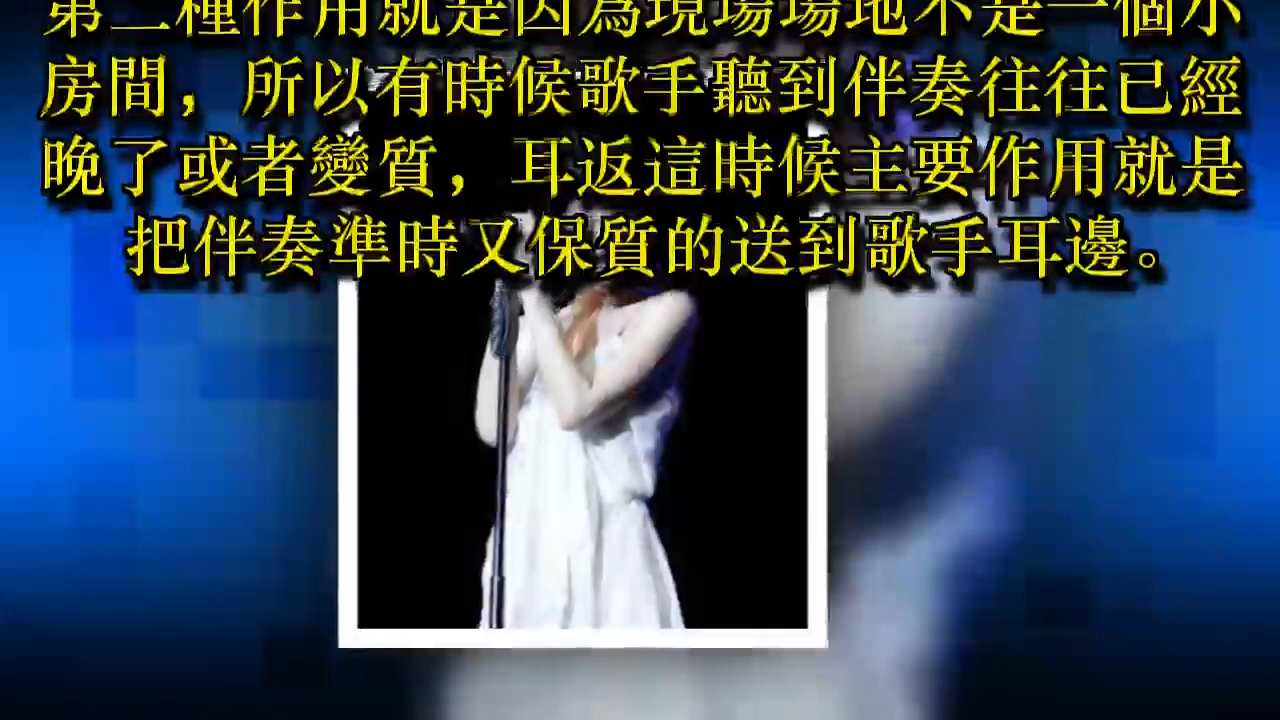 第二種作用就是因為現場場地不是一個小
房間，所以有時候歌手聽到伴奏往往已經
晚了或者變質，耳返這時候主要作用就是
把伴奏準時又保質的送到歌手耳邊。